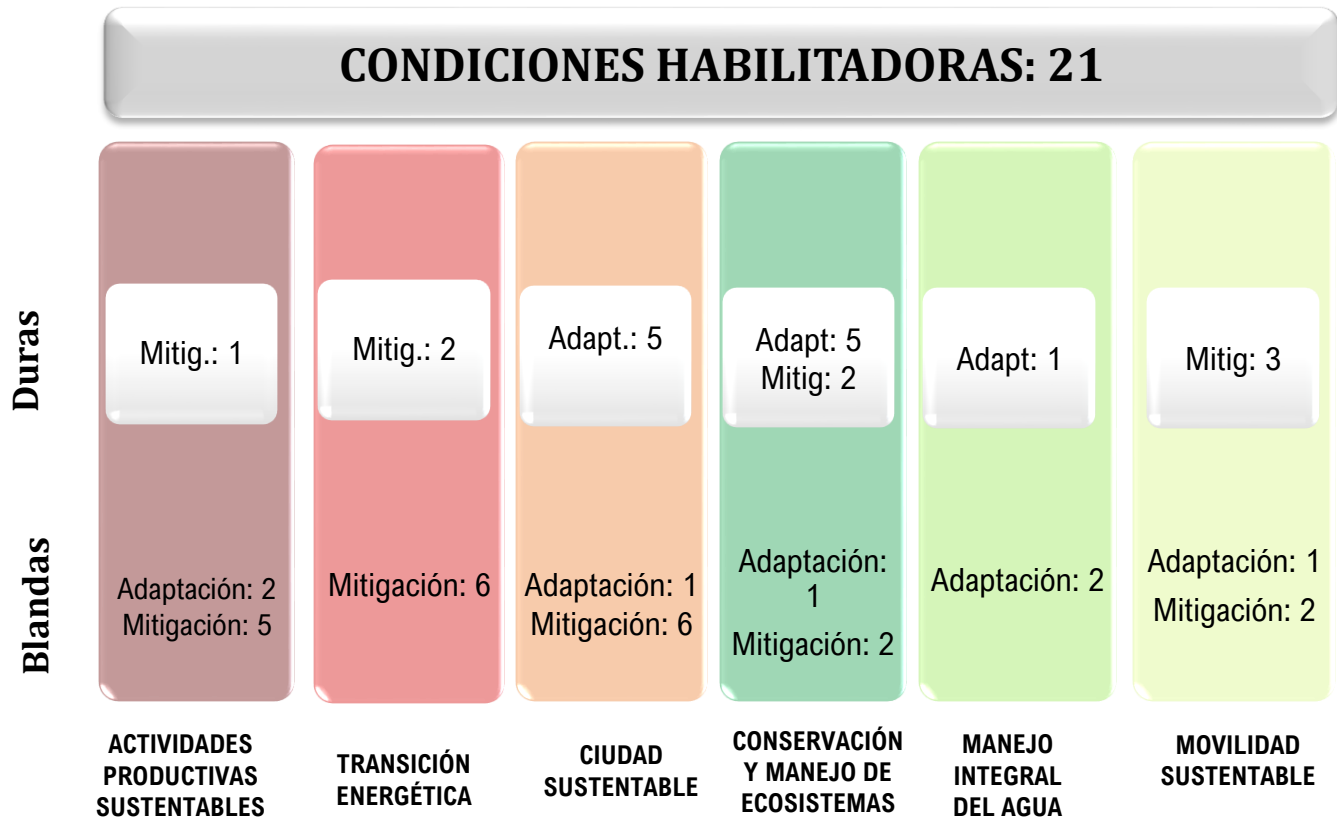 CONDICIONES HABILITADORAS: 21
Duras
Mitig.: 1
Mitig.: 2
Adapt.: 5
Adapt: 5
Mitig: 2
Adapt: 1
Mitig: 3
Blandas
Adaptación: 2
Mitigación: 5
Mitigación: 6
Adaptación: 1
Mitigación: 6
Adaptación:
1
Mitigación: 2
Adaptación: 2
Adaptación: 1
Mitigación: 2
ACTIVIDADES
PRODUCTIVAS
SUSTENTABLES
TRANSICIÓN
ENERGÉTICA
CIUDAD
SUSTENTABLE
CONSERVACIÓN
Y MANEJO DE
ECOSISTEMAS
MANEJO
INTEGRAL
DEL AGUA
MOVILIDAD
SUSTENTABLE